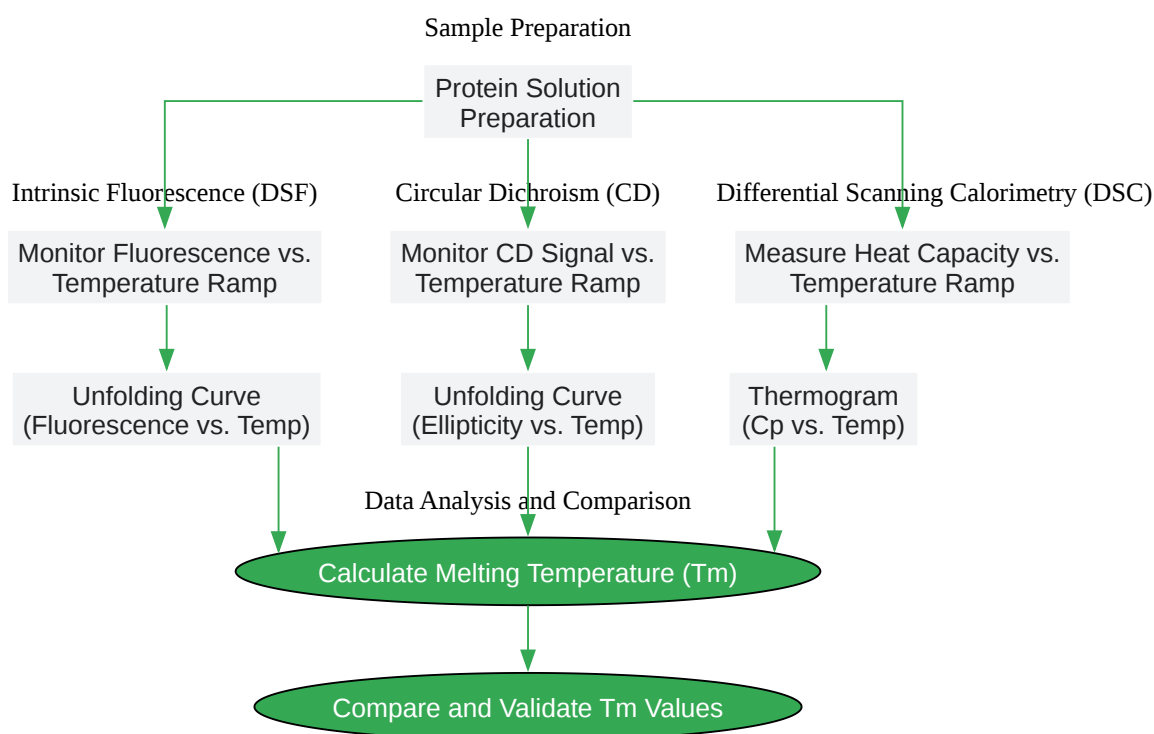 Sample Preparation
Protein Solution
Preparation
Intrinsic Fluorescence (DSF)
Circular Dichroism (CD)
Differential Scanning Calorimetry (DSC)
Monitor Fluorescence vs.
Temperature Ramp
Monitor CD Signal vs.
Temperature Ramp
Measure Heat Capacity vs.
Temperature Ramp
Unfolding Curve
(Fluorescence vs. Temp)
Unfolding Curve
(Ellipticity vs. Temp)
Thermogram
(Cp vs. Temp)
Data Analysis and Comparison
Calculate Melting Temperature (Tm)
Compare and Validate Tm Values